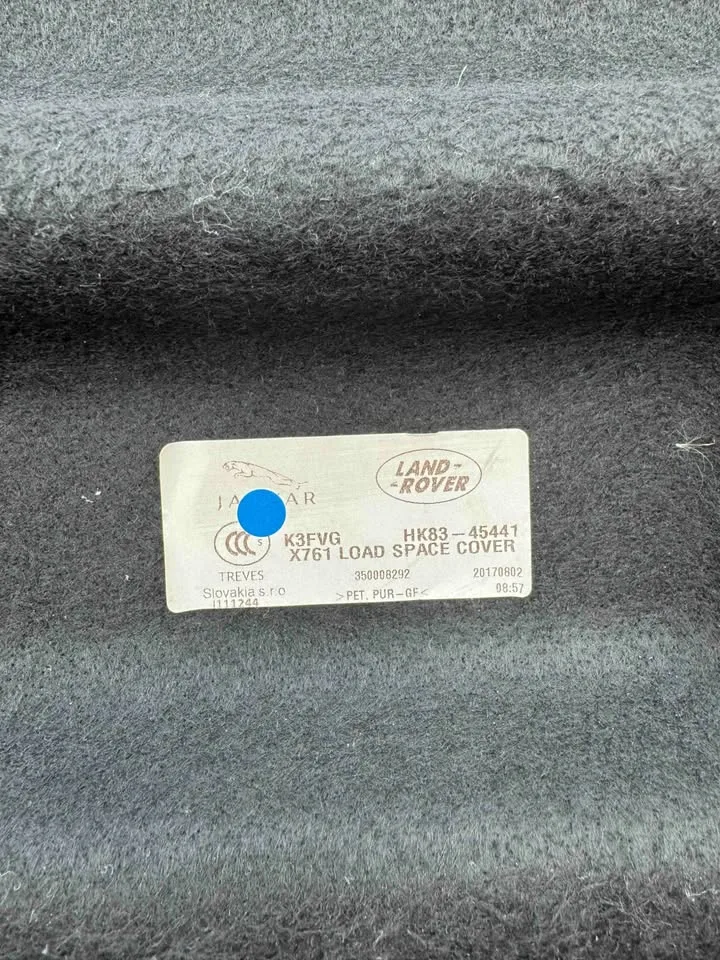 LAND-
-ROVER
K3FVG HK83-45441
X761 LOAD SPACE COVER
TREVES 350008292 20170802
Slovakia s.r.o >PET, PUR-GF< 08:57
I111244